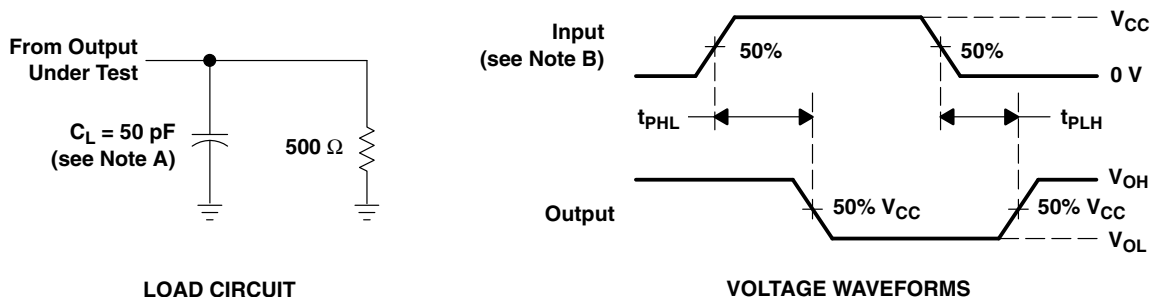 From Output
Under Test
C_L = 50 pF
(see Note A)
500 Ω
LOAD CIRCUIT
Input
(see Note B)
50%
50%
V_CC
0 V
t_PHL
t_PLH
Output
50% V_CC
50% V_CC
V_OH
V_OL
VOLTAGE WAVEFORMS